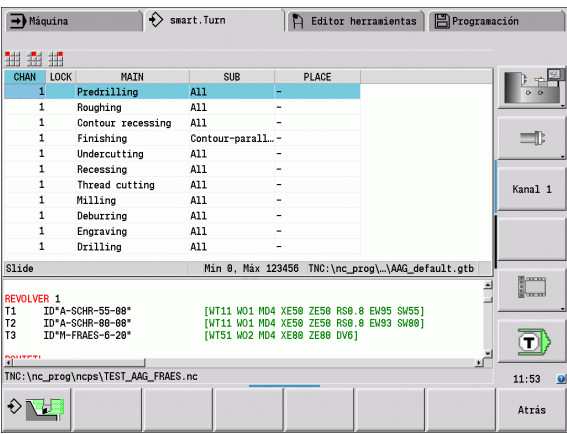 Máquina smart.Turn Editor herramientas Programación
CHAN LOCK MAIN SUB PLACE
1 Predrilling All -
1 Roughing All -
1 Contour recessing All -
1 Finishing Contour-parall… -
1 Undercutting All -
1 Recessing All -
1 Thread cutting All -
1 Milling All -
1 Deburring All -
1 Engraving All -
1 Drilling All -
Slide Mín 0, Máx 123456 TNC:\nc_prog\…\AAG_default.gtb
REVOLVER 1
T1 ID"A-SCHR-55-08" [WT11 WO1 MD4 XE50 ZE50 RS0.8 EW95 SW55]
T2 ID"A-SCHR-80-08" [WT11 WO1 MD4 XE50 ZE50 RS0.8 EW93 SW80]
T3 ID"M-FRAES-6-20" [WT51 WO2 MD4 XE80 ZE80 DV6]
TNC:\nc_prog\ncps\TEST_AAG_FRAES.nc
Kanal 1
T
11:53
Atrás